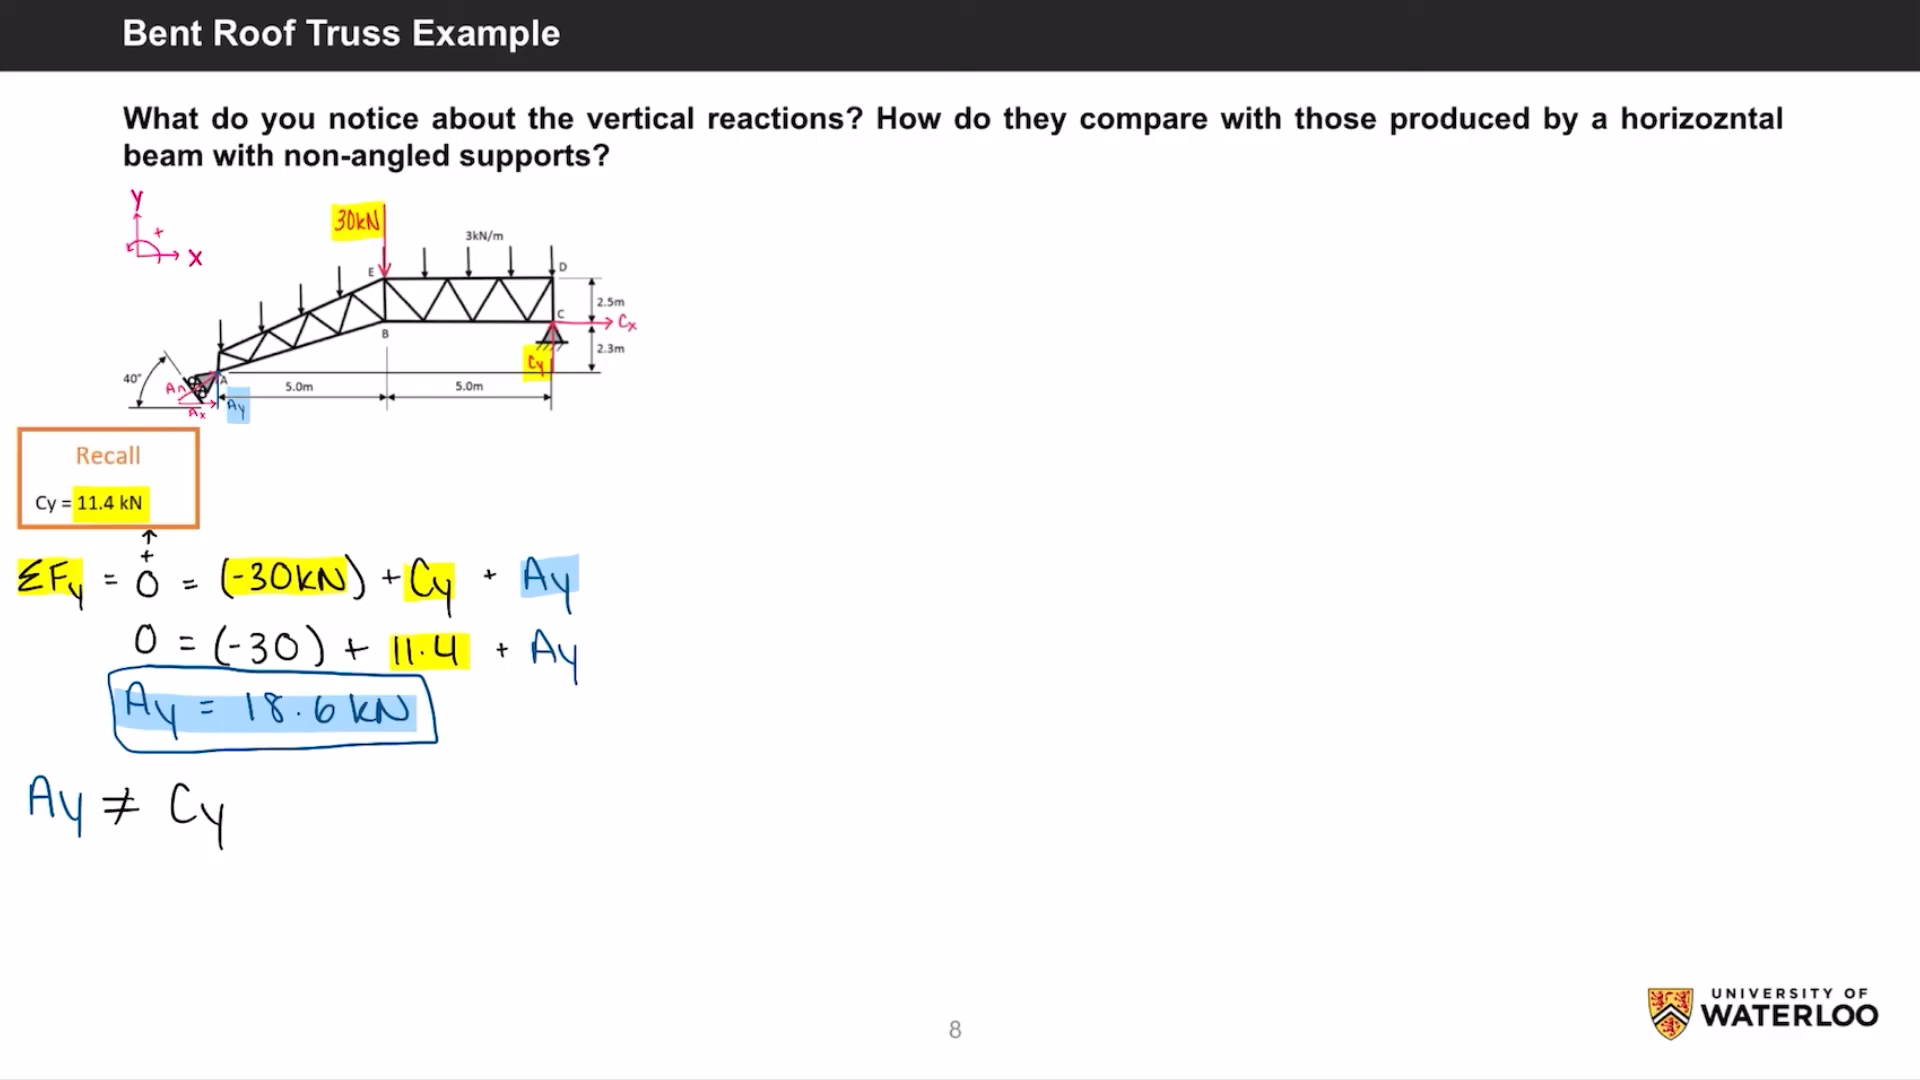 Bent Roof Truss Example
What do you notice about the vertical reactions? How do they compare with those produced by a horizozntal
beam with non-angled supports?
Y
+
X
30kN
3kN/m
E
D
2.5m
C
Cx
B
2.3m
Cy
40°
An
A
5.0m
5.0m
Ax
Ay
Recall
Cy = 11.4 kN
↑
+
ΣFy = 0 = (-30kN) + Cy + Ay
0 = (-30) + 11.4 + Ay
Ay = 18.6 kN
Ay ≠ Cy
8
UNIVERSITY OF
WATERLOO